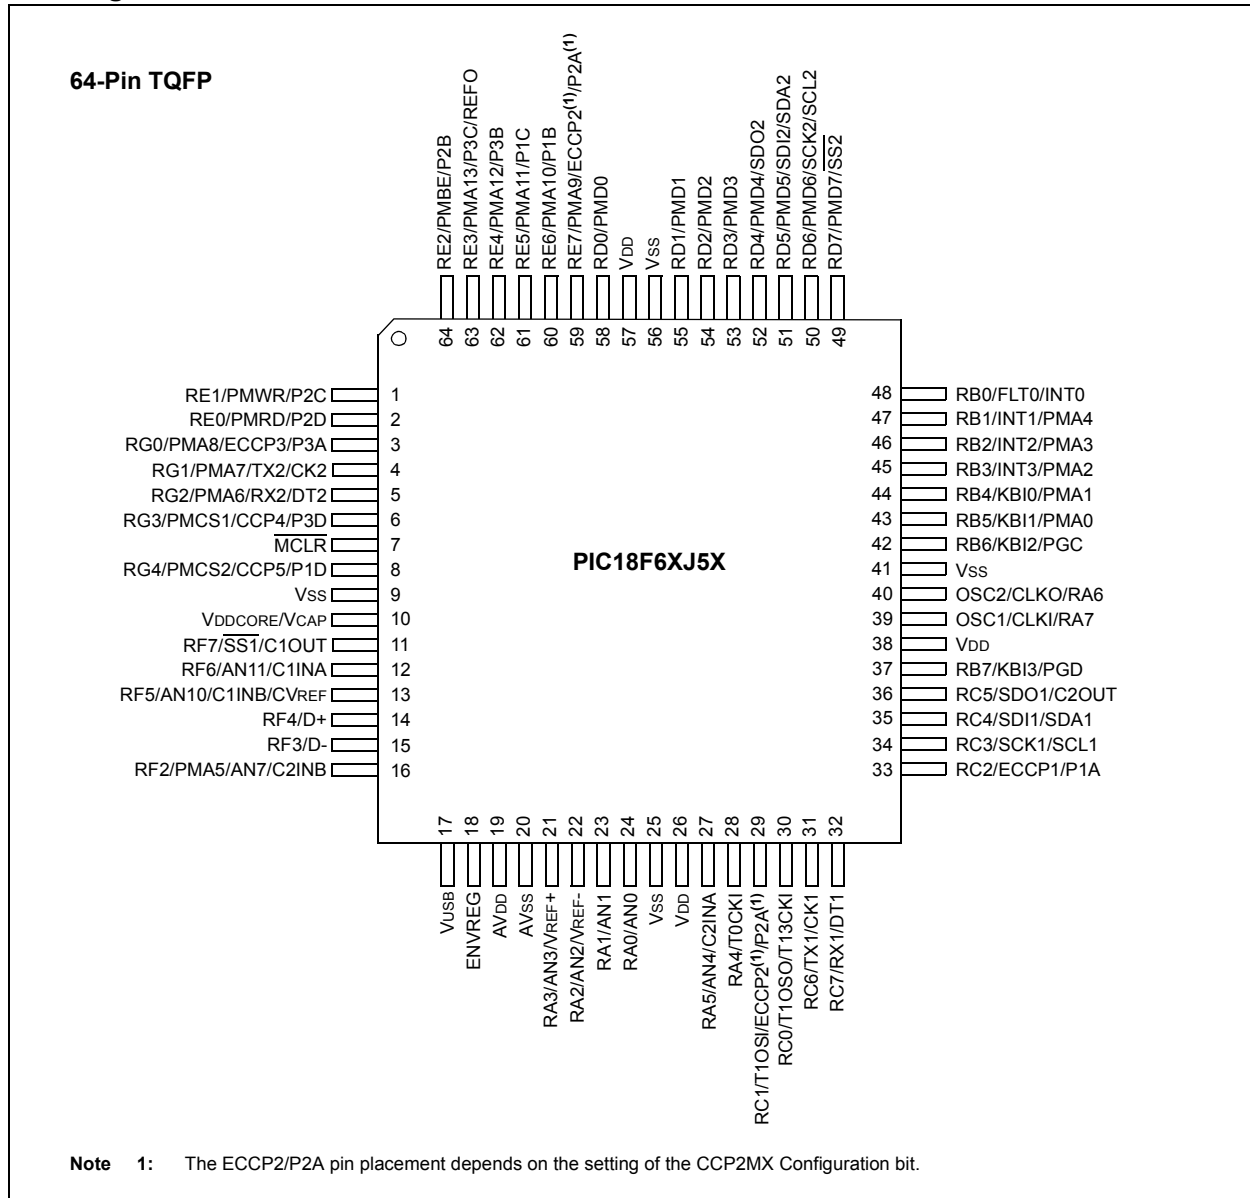 64-Pin TQFP
RE2/PMBE/P2B
RE3/PMA13/P3C/REFO
RE4/PMA12/P3B
RE5/PMA11/P1C
RE6/PMA10/P1B
RE7/PMA9/ECCP2(1)/P2A(1)
RD0/PMD0
VDD
VSS
RD1/PMD1
RD2/PMD2
RD3/PMD3
RD4/PMD4/SDO2
RD5/PMD5/SDI2/SDA2
RD6/PMD6/SCK2/SCL2
RD7/PMD7/SS2
64 63 62 61 60 59 58 57 56 55 54 53 52 51 50 49
RE1/PMWR/P2C 1
RE0/PMRD/P2D 2
RG0/PMA8/ECCP3/P3A 3
RG1/PMA7/TX2/CK2 4
RG2/PMA6/RX2/DT2 5
RG3/PMCS1/CCP4/P3D 6
MCLR 7
RG4/PMCS2/CCP5/P1D 8
VSS 9
VDDCORE/VCAP 10
RF7/SS1/C1OUT 11
RF6/AN11/C1INA 12
RF5/AN10/C1INB/CVREF 13
RF4/D+ 14
RF3/D- 15
RF2/PMA5/AN7/C2INB 16
PIC18F6XJ5X
48 RB0/FLT0/INT0
47 RB1/INT1/PMA4
46 RB2/INT2/PMA3
45 RB3/INT3/PMA2
44 RB4/KBI0/PMA1
43 RB5/KBI1/PMA0
42 RB6/KBI2/PGC
41 VSS
40 OSC2/CLKO/RA6
39 OSC1/CLKI/RA7
38 VDD
37 RB7/KBI3/PGD
36 RC5/SDO1/C2OUT
35 RC4/SDI1/SDA1
34 RC3/SCK1/SCL1
33 RC2/ECCP1/P1A
17 18 19 20 21 22 23 24 25 26 27 28 29 30 31 32
VUSB
ENVREG
AVDD
AVSS
RA3/AN3/VREF+
RA2/AN2/VREF-
RA1/AN1
RA0/AN0
VSS
VDD
RA5/AN4/C2INA
RA4/T0CKI
RC1/T1OSI/ECCP2(1)/P2A(1)
RC0/T1OSO/T13CKI
RC6/TX1/CK1
RC7/RX1/DT1
Note 1: The ECCP2/P2A pin placement depends on the setting of the CCP2MX Configuration bit.